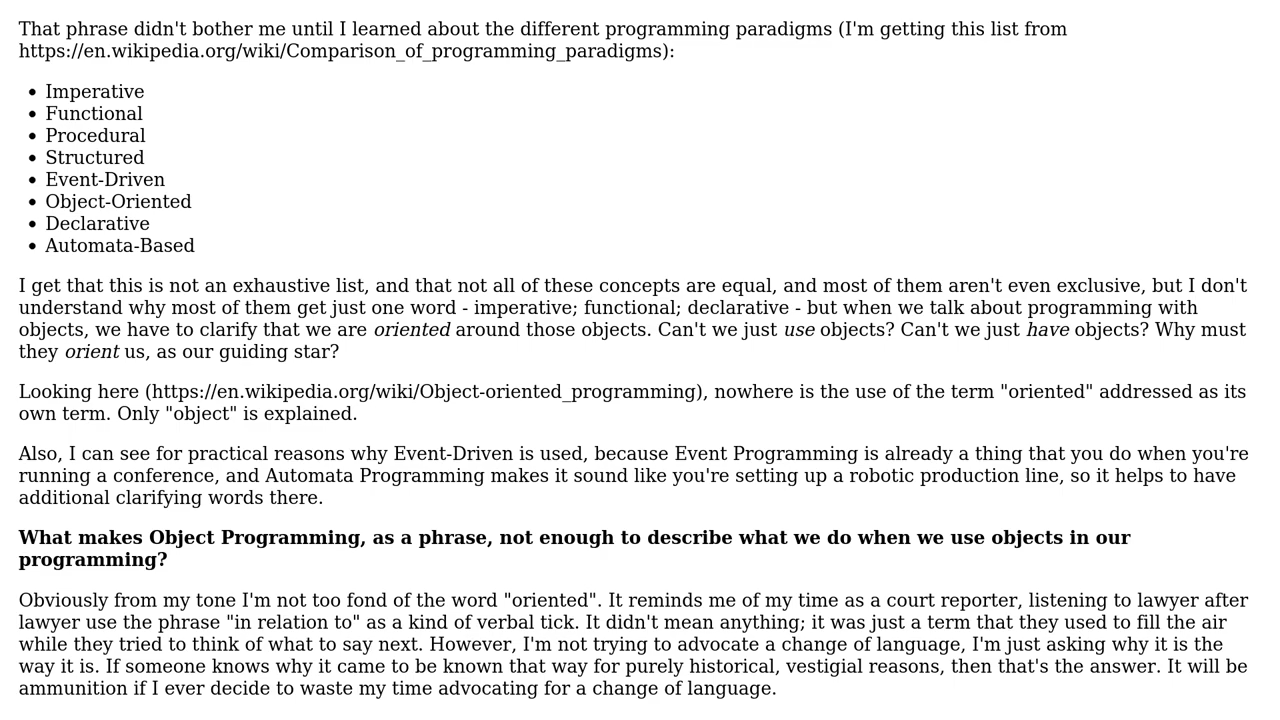 That phrase didn't bother me until I learned about the different programming paradigms (I'm getting this list from
https://en.wikipedia.org/wiki/Comparison_of_programming_paradigms):
• Imperative
• Functional
• Procedural
• Structured
• Event-Driven
• Object-Oriented
• Declarative
• Automata-Based
I get that this is not an exhaustive list, and that not all of these concepts are equal, and most of them aren't even exclusive, but I don't
understand why most of them get just one word - imperative; functional; declarative - but when we talk about programming with
objects, we have to clarify that we are oriented around those objects. Can't we just use objects? Can't we just have objects? Why must
they orient us, as our guiding star?
Looking here (https://en.wikipedia.org/wiki/Object-oriented_programming), nowhere is the use of the term "oriented" addressed as its
own term. Only "object" is explained.
Also, I can see for practical reasons why Event-Driven is used, because Event Programming is already a thing that you do when you're
running a conference, and Automata Programming makes it sound like you're setting up a robotic production line, so it helps to have
additional clarifying words there.
What makes Object Programming, as a phrase, not enough to describe what we do when we use objects in our
programming?
Obviously from my tone I'm not too fond of the word "oriented". It reminds me of my time as a court reporter, listening to lawyer after
lawyer use the phrase "in relation to" as a kind of verbal tick. It didn't mean anything; it was just a term that they used to fill the air
while they tried to think of what to say next. However, I'm not trying to advocate a change of language, I'm just asking why it is the
way it is. If someone knows why it came to be known that way for purely historical, vestigial reasons, then that's the answer. It will be
ammunition if I ever decide to waste my time advocating for a change of language.